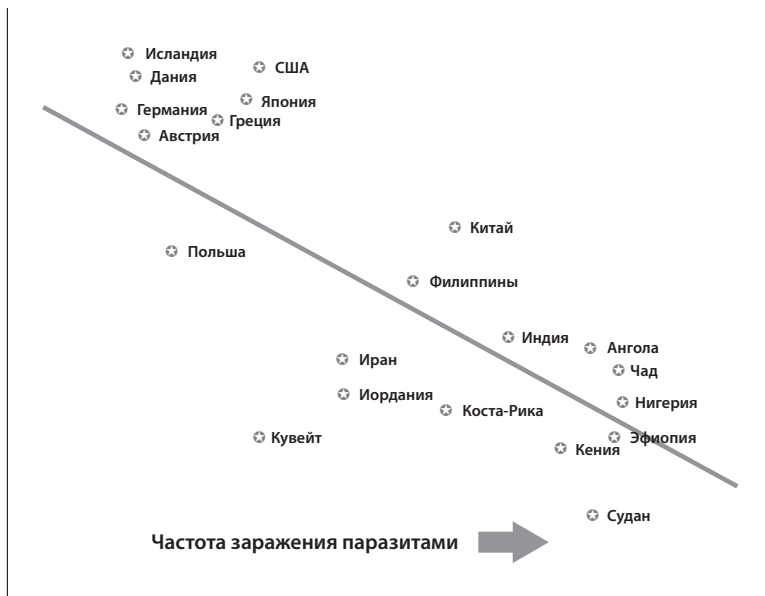 Исландия
США
Дания
Япония
Германия
Греция
Австрия
Китай
Польша
Филиппины
Индия
Ангола
Иран
Чад
Иордания
Нигерия
Коста-Рика
Кувейт
Эфиопия
Кения
Судан
Частота заражения паразитами